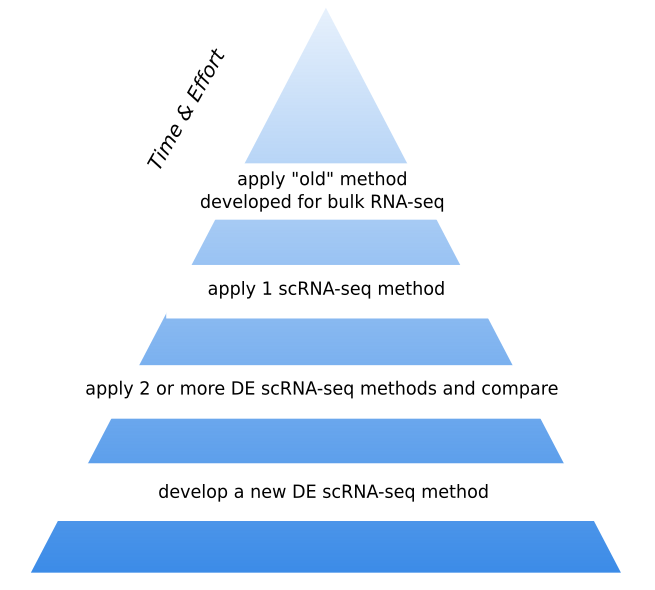 Time & Effort
apply "old" method
developed for bulk RNA-seq
apply 1 scRNA-seq method
apply 2 or more DE scRNA-seq methods and compare
develop a new DE scRNA-seq method